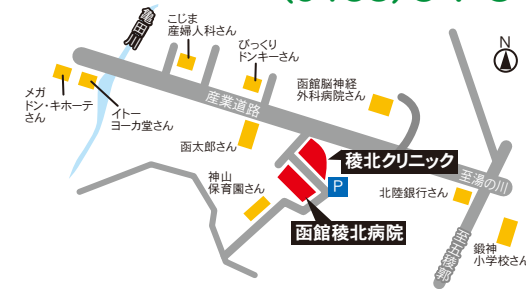 亀田川
こじま
産婦人科さん
びっくり
ドンキーさん
N
メガ
ドン・キホーテ
さん
イトー
ヨーカ堂さん
産業道路
函館脳神経
外科病院さん
函太郎さん
稜北クリニック
神山
保育園さん
P
至湯の川
北陸銀行さん
函館稜北病院
至五稜郭
鍛神
小学校さん